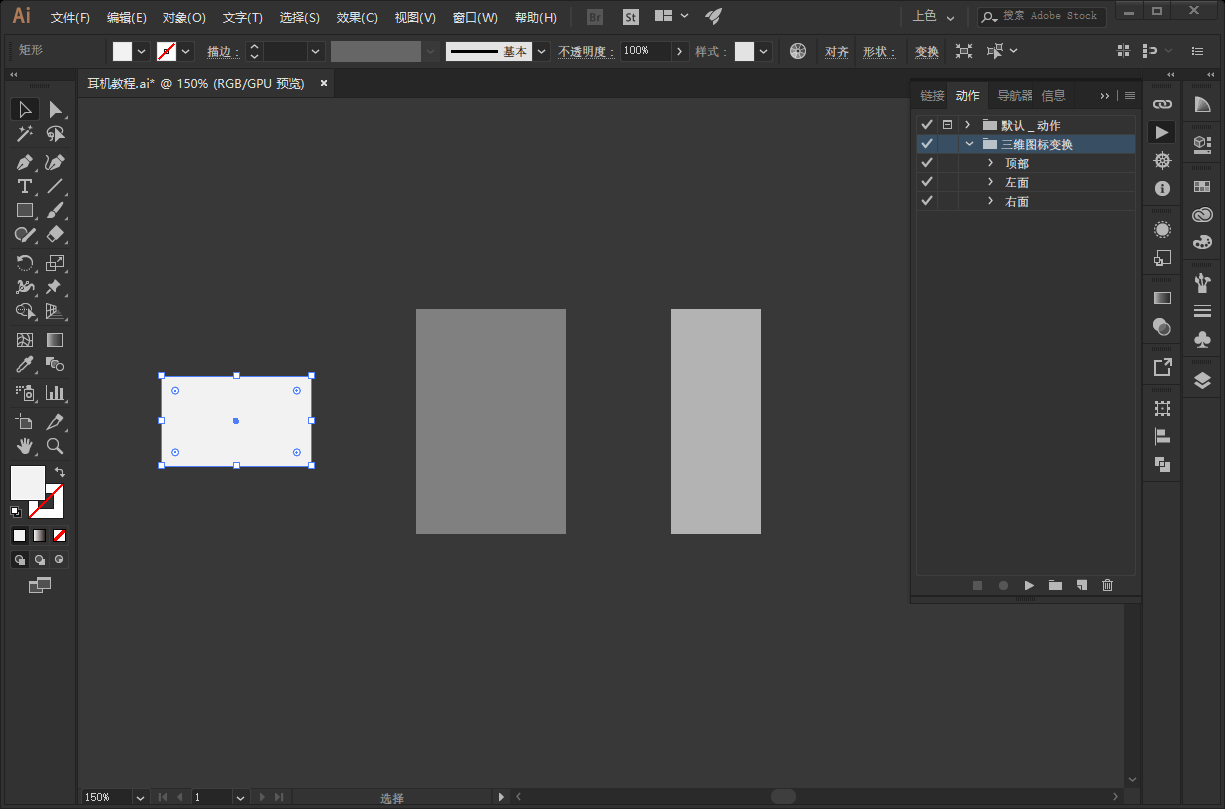 Ai 文件(F) 编辑(E) 对象(O) 文字(T) 选择(S) 效果(C) 视图(V) 窗口(W) 帮助(H) Br St 上色 搜索 Adobe Stock
矩形 描边: 基本 不透明度: 100% 样式: 对齐 形状: 变换
耳机教程.ai* @ 150% (RGB/GPU 预览) ×
链接 动作 导航器 信息
默认 _ 动作
三维图标变换
顶部
左面
右面
150% 1 选择